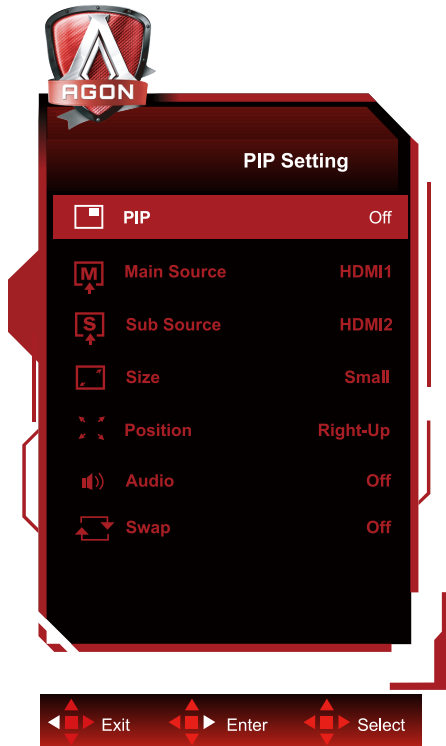 AGON
PIP Setting
PIP Off
M Main Source HDMI1
S Sub Source HDMI2
Size Small
Position Right-Up
Audio Off
Swap Off
Exit Enter Select